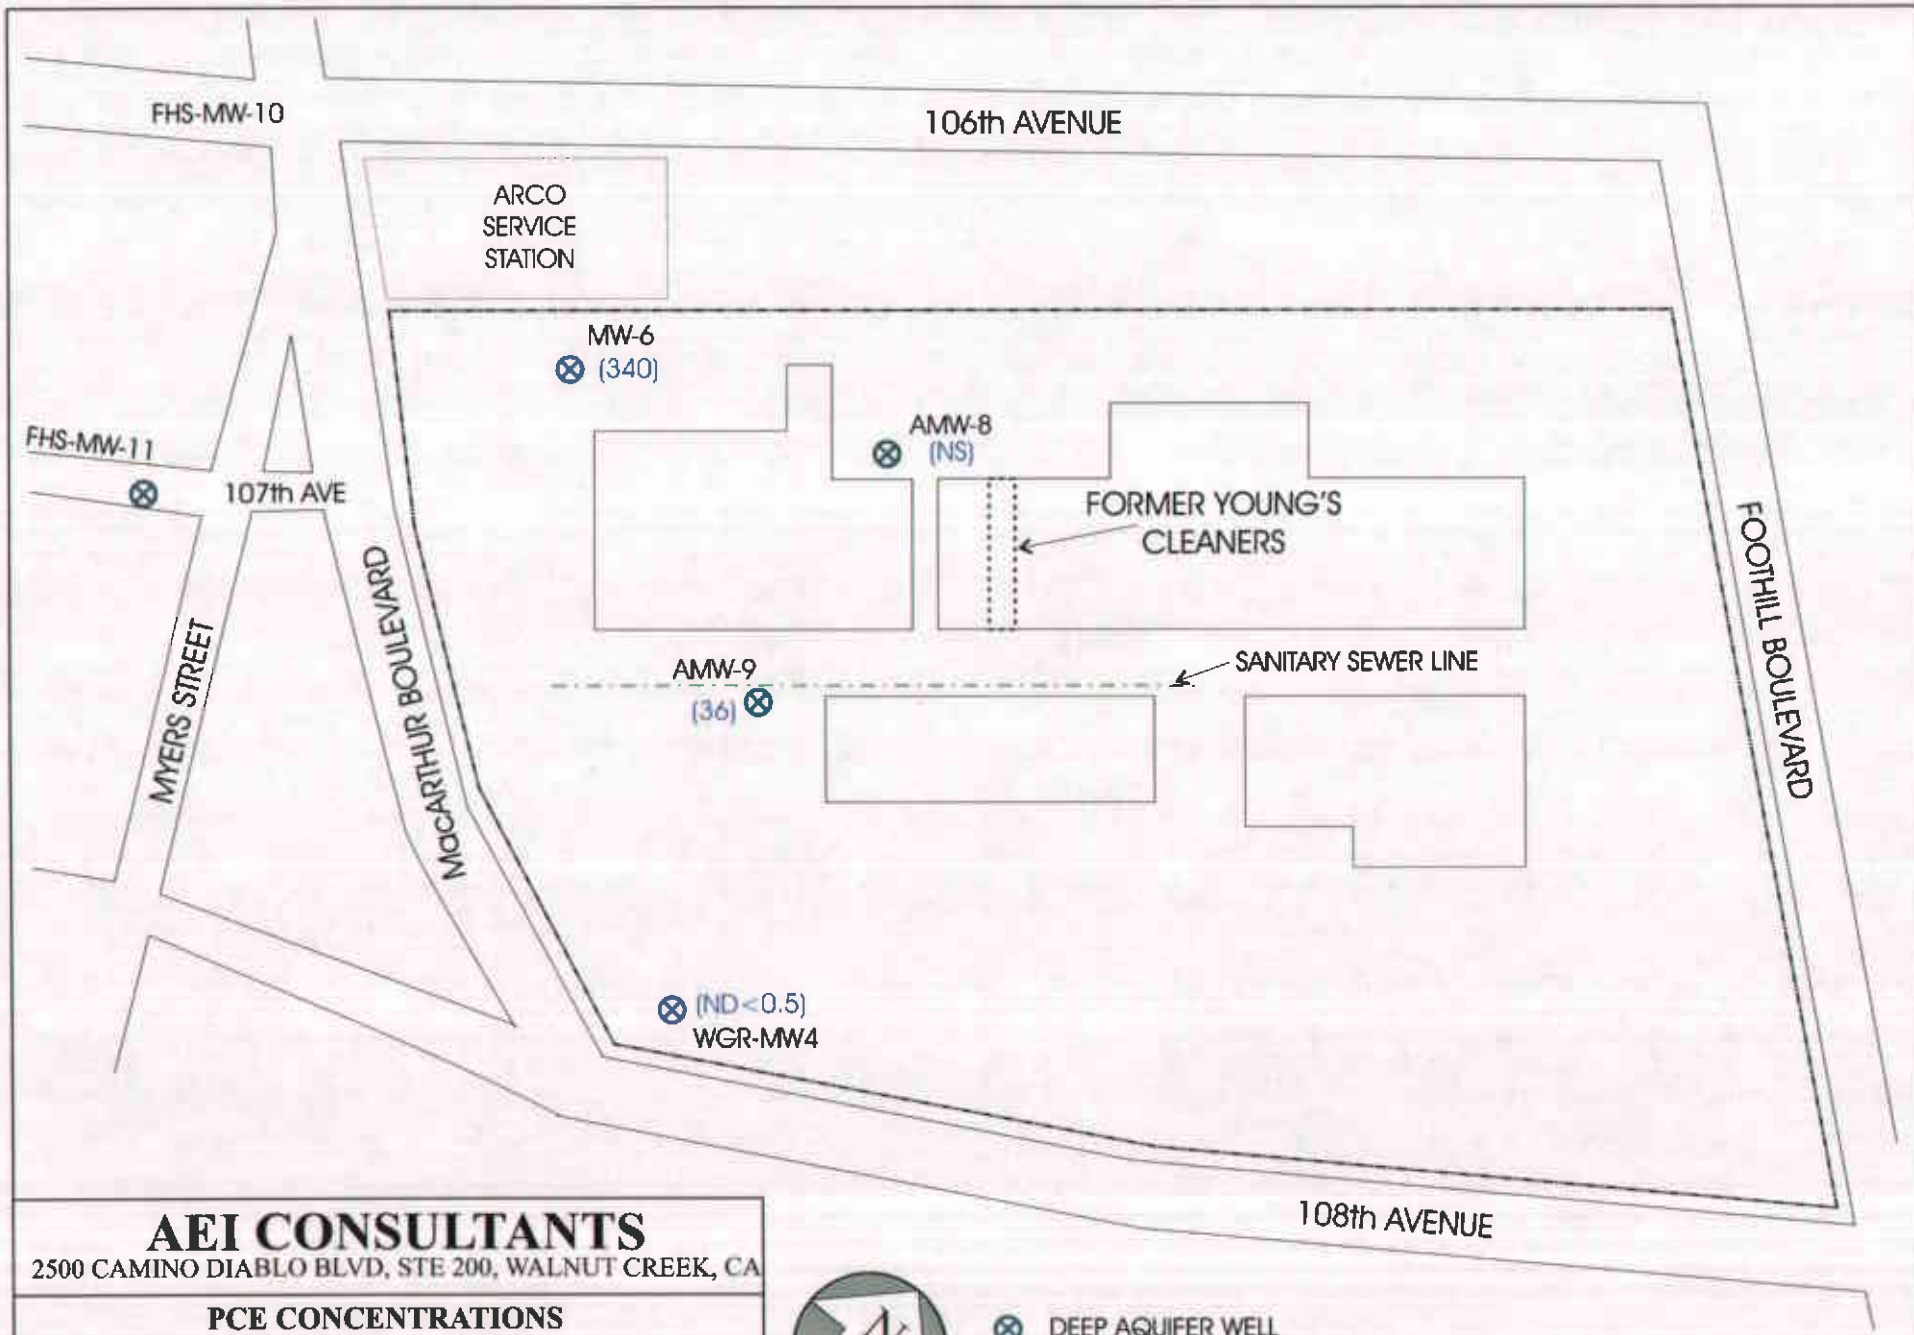 FHS-MW-10
106th AVENUE
ARCO
SERVICE
STATION
MW-6
(340)
AMW-8
(NS)
FHS-MW-11
107th AVE
FORMER YOUNG'S
CLEANERS
FOOTHILL BOULEVARD
MacARTHUR BOULEVARD
MYERS STREET
AMW-9
(36)
SANITARY SEWER LINE
(ND<0.5)
WGR-MW4
108th AVENUE
AEI CONSULTANTS
2500 CAMINO DIABLO BLVD, STE 200, WALNUT CREEK, CA
PCE CONCENTRATIONS
DEEP AQUIFER WELL